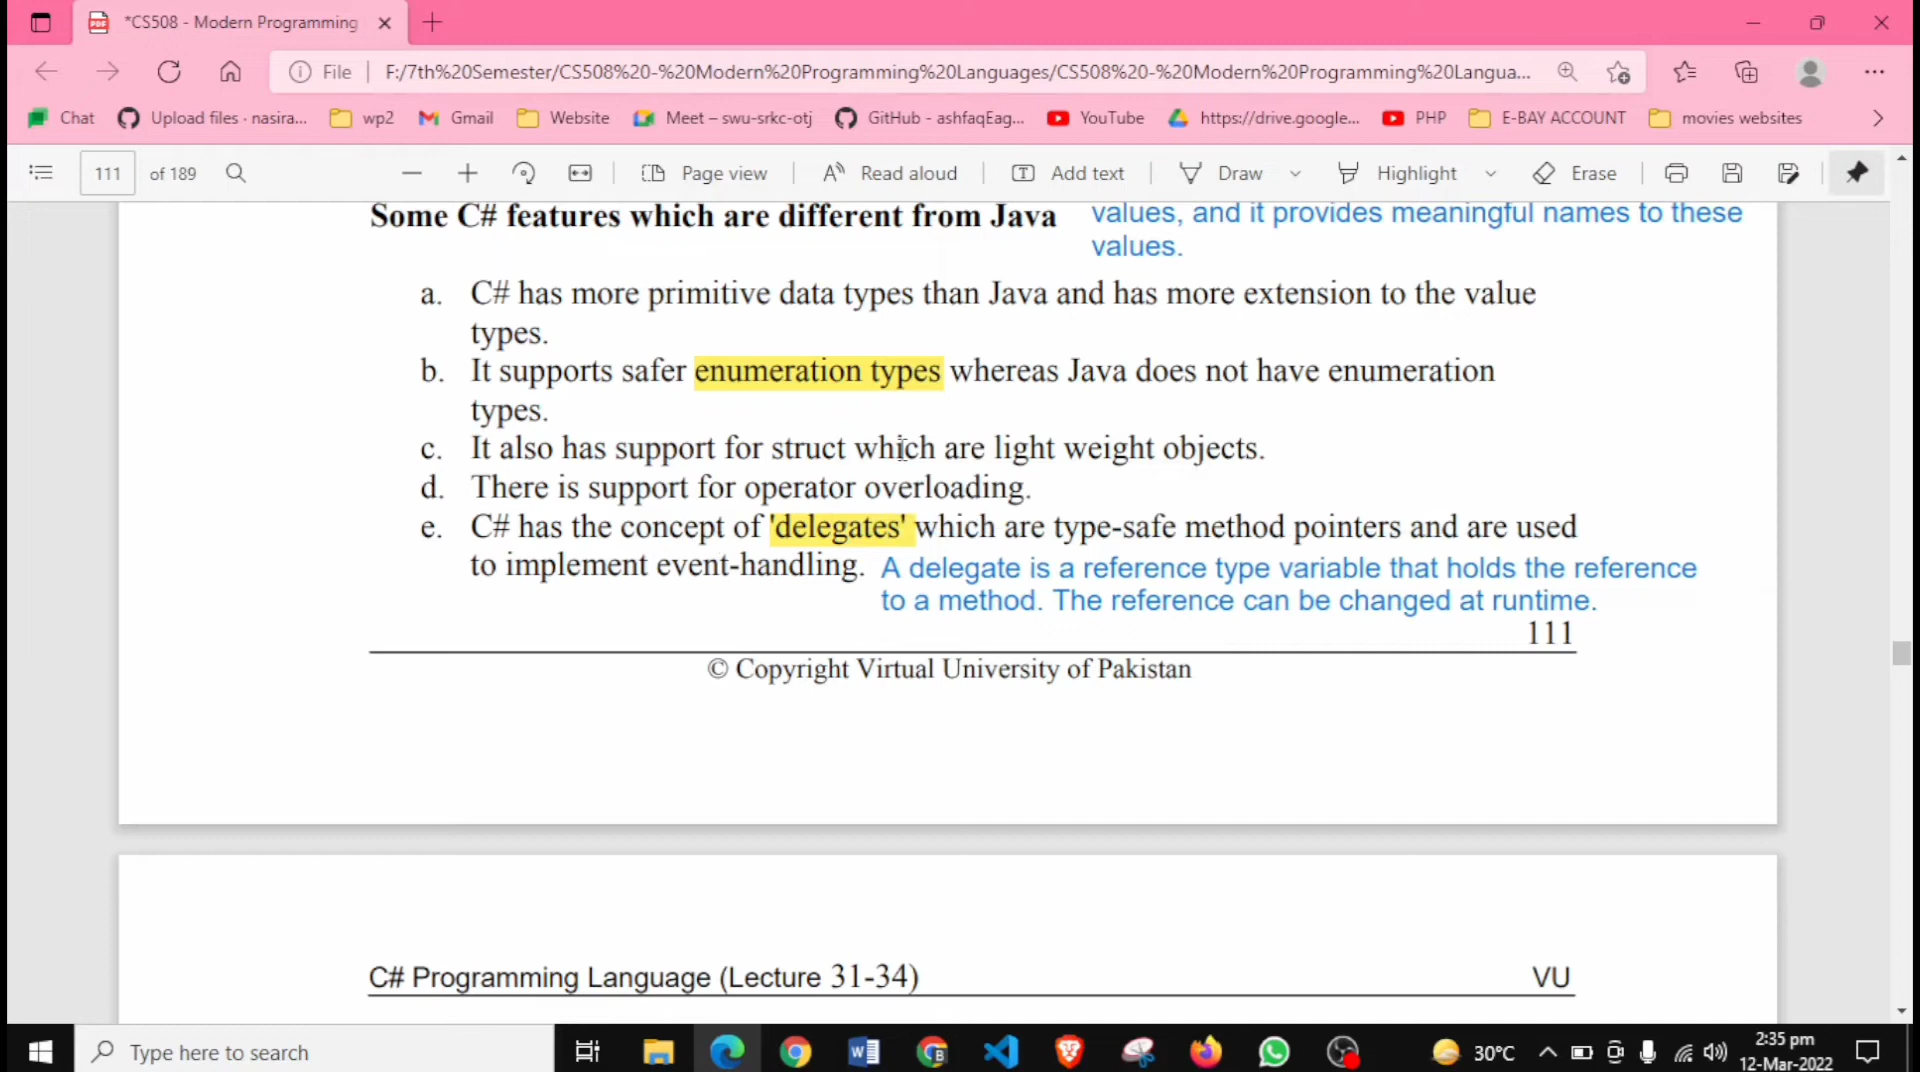 *CS508 - Modern Programming
File
F:/7th%20Semester/CS508%20-%20Modern%20Programming%20Languages/CS508%20-%20Modern%20Programming%20Langua...
Chat
Upload files · nasira...
wp2
Gmail
Website
Meet – swu-srkc-otj
GitHub - ashfaqEag...
YouTube
https://drive.google...
PHP
E-BAY ACCOUNT
movies websites
111 of 189
Page view
Read aloud
Add text
Draw
Highlight
Erase
Some C# features which are different from Java
values, and it provides meaningful names to these
values.
a. C# has more primitive data types than Java and has more extension to the value
types.
b. It supports safer enumeration types whereas Java does not have enumeration
types.
c. It also has support for struct which are light weight objects.
d. There is support for operator overloading.
e. C# has the concept of 'delegates' which are type-safe method pointers and are used
to implement event-handling.
A delegate is a reference type variable that holds the reference
to a method. The reference can be changed at runtime.
111
© Copyright Virtual University of Pakistan
C# Programming Language (Lecture 31-34) VU
Type here to search
30°C
2:35 pm
12-Mar-2022